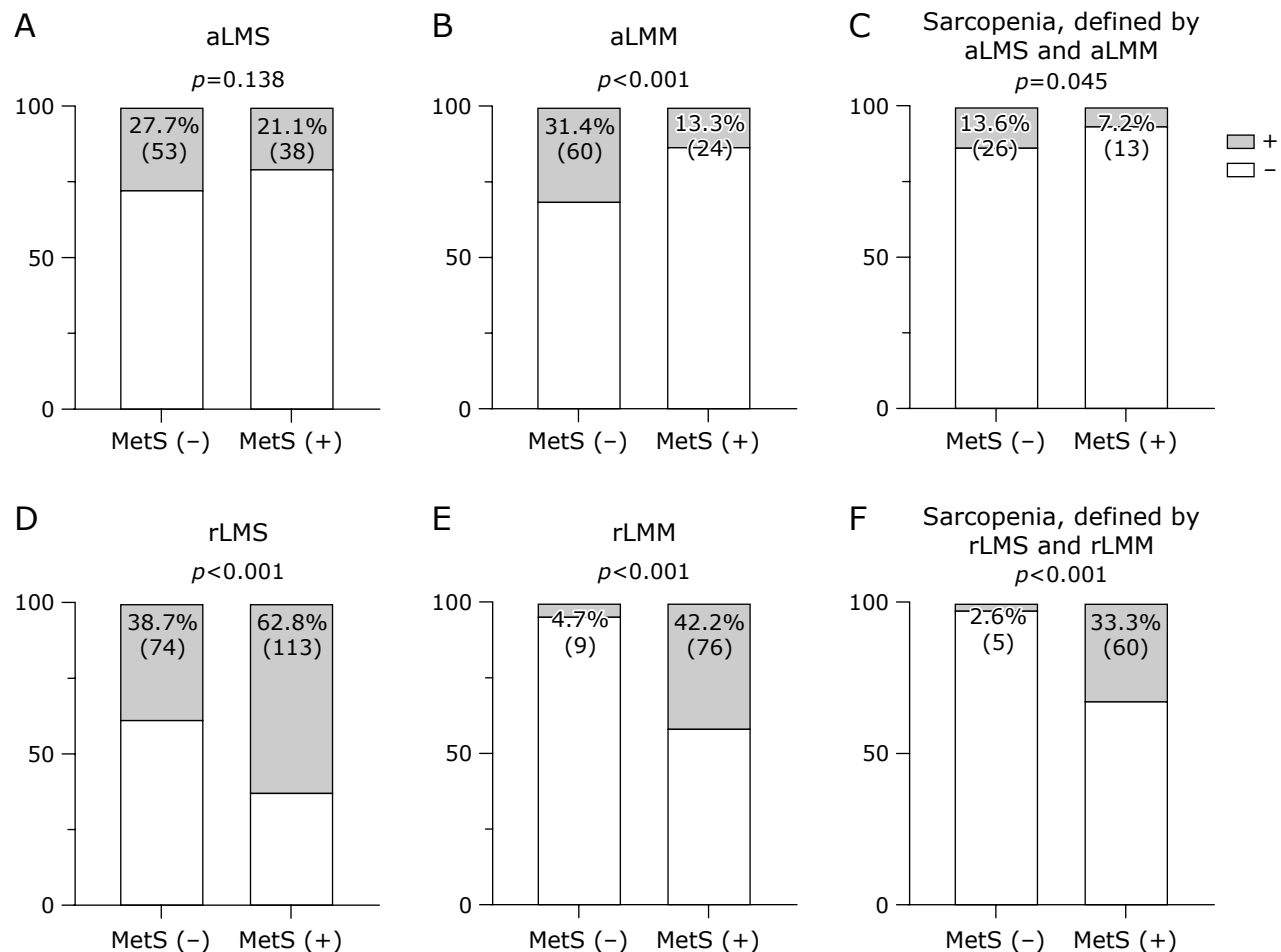 A
aLMS
p=0.138
100
50
0
27.7%
(53)
21.1%
(38)
MetS (–)
MetS (+)
B
aLMM
p<0.001
100
50
0
31.4%
(60)
13.3%
(24)
MetS (–)
MetS (+)
C
Sarcopenia, defined by
aLMS and aLMM
p=0.045
100
50
0
13.6%
(26)
7.2%
(13)
MetS (–)
MetS (+)
+
–
D
rLMS
p<0.001
100
50
0
38.7%
(74)
62.8%
(113)
MetS (–)
MetS (+)
E
rLMM
p<0.001
100
50
0
4.7%
(9)
42.2%
(76)
MetS (–)
MetS (+)
F
Sarcopenia, defined by
rLMS and rLMM
p<0.001
100
50
0
2.6%
(5)
33.3%
(60)
MetS (–)
MetS (+)